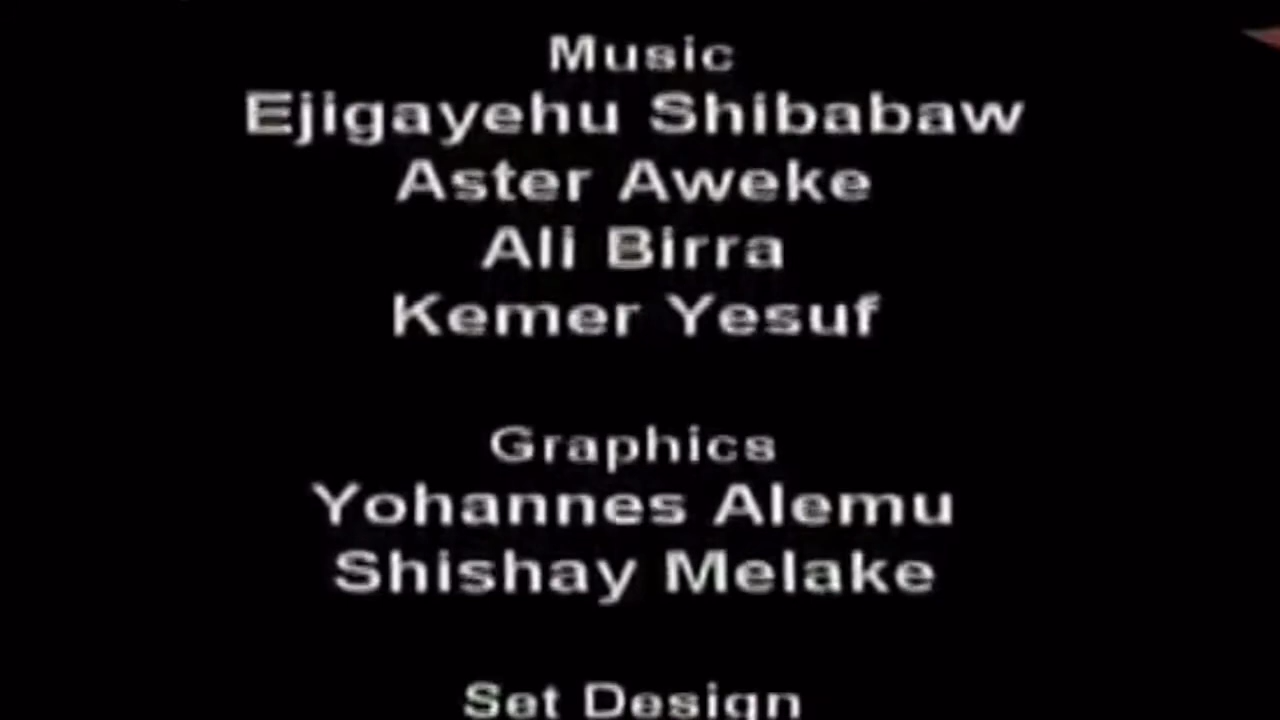 Music
Ejigayehu Shibabaw
Aster Aweke
Ali Birra
Kemer Yesuf
Graphics
Yohannes Alemu
Shishay Melake
Set Design